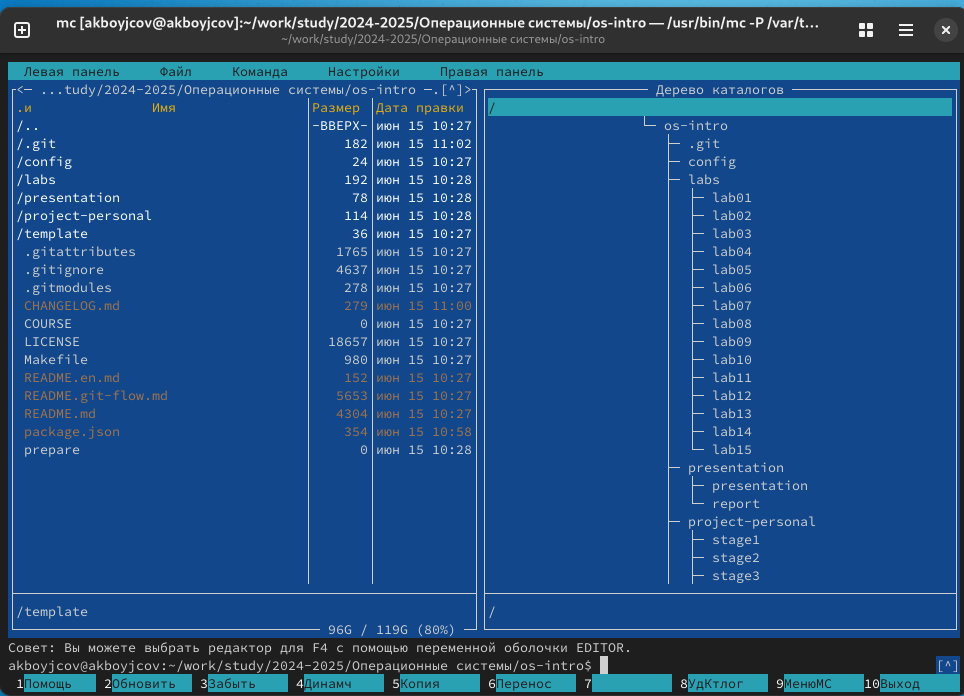 mc [akboyjcov@akboyjcov]:~/work/study/2024-2025/Операционные системы/os-intro — /usr/bin/mc -P /var/t...
~/work/study/2024-2025/Операционные системы/os-intro
Левая панель Файл Команда Настройки Правая панель
<— ...tudy/2024-2025/Операционные системы/os-intro —.[^]>
.и Имя Размер Дата правки
/.. -ВВЕРХ- июн 15 10:27
/.git 182 июн 15 11:02
/config 24 июн 15 10:27
/labs 192 июн 15 10:28
/presentation 78 июн 15 10:28
/project-personal 114 июн 15 10:28
/template 36 июн 15 10:27
.gitattributes 1765 июн 15 10:27
.gitignore 4637 июн 15 10:27
.gitmodules 278 июн 15 10:27
CHANGELOG.md 279 июн 15 11:00
COURSE 0 июн 15 10:27
LICENSE 18657 июн 15 10:27
Makefile 980 июн 15 10:27
README.en.md 152 июн 15 10:27
README.git-flow.md 5653 июн 15 10:27
README.md 4304 июн 15 10:27
package.json 354 июн 15 10:58
prepare 0 июн 15 10:28
/template
96G / 119G (80%)
Дерево каталогов
/
os-intro
.git
config
labs
lab01
lab02
lab03
lab04
lab05
lab06
lab07
lab08
lab09
lab10
lab11
lab12
lab13
lab14
lab15
presentation
presentation
report
project-personal
stage1
stage2
stage3
/
Совет: Вы можете выбрать редактор для F4 с помощью переменной оболочки EDITOR.
akboyjcov@akboyjcov:~/work/study/2024-2025/Операционные системы/os-intro$ [^]
1Помощь 2Обновить 3Забыть 4Динамч 5Копия 6Перенос 7 8УдКтлог 9МенюMC 10Выход